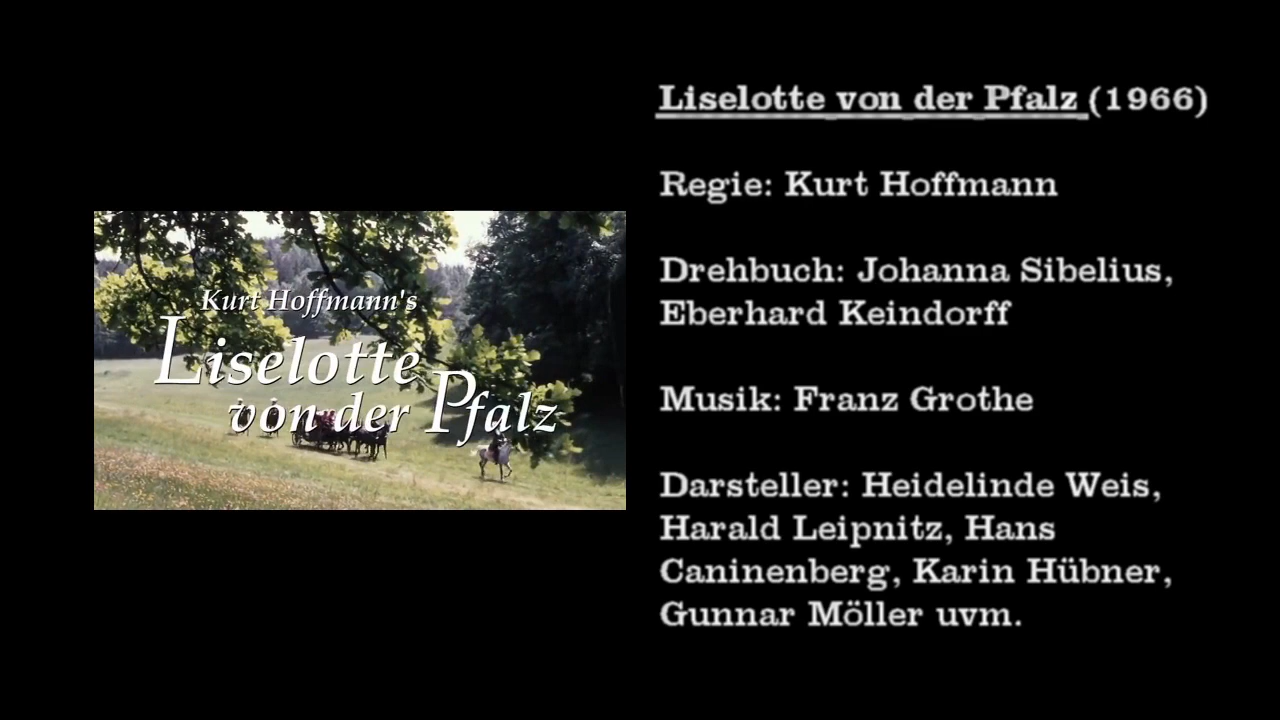 Kurt Hoffmann's
Liselotte
von der Pfalz
Liselotte von der Pfalz (1966)
Regie: Kurt Hoffmann
Drehbuch: Johanna Sibelius,
Eberhard Keindorff
Musik: Franz Grothe
Darsteller: Heidelinde Weis,
Harald Leipnitz, Hans
Caninenberg, Karin Hübner,
Gunnar Möller uvm.